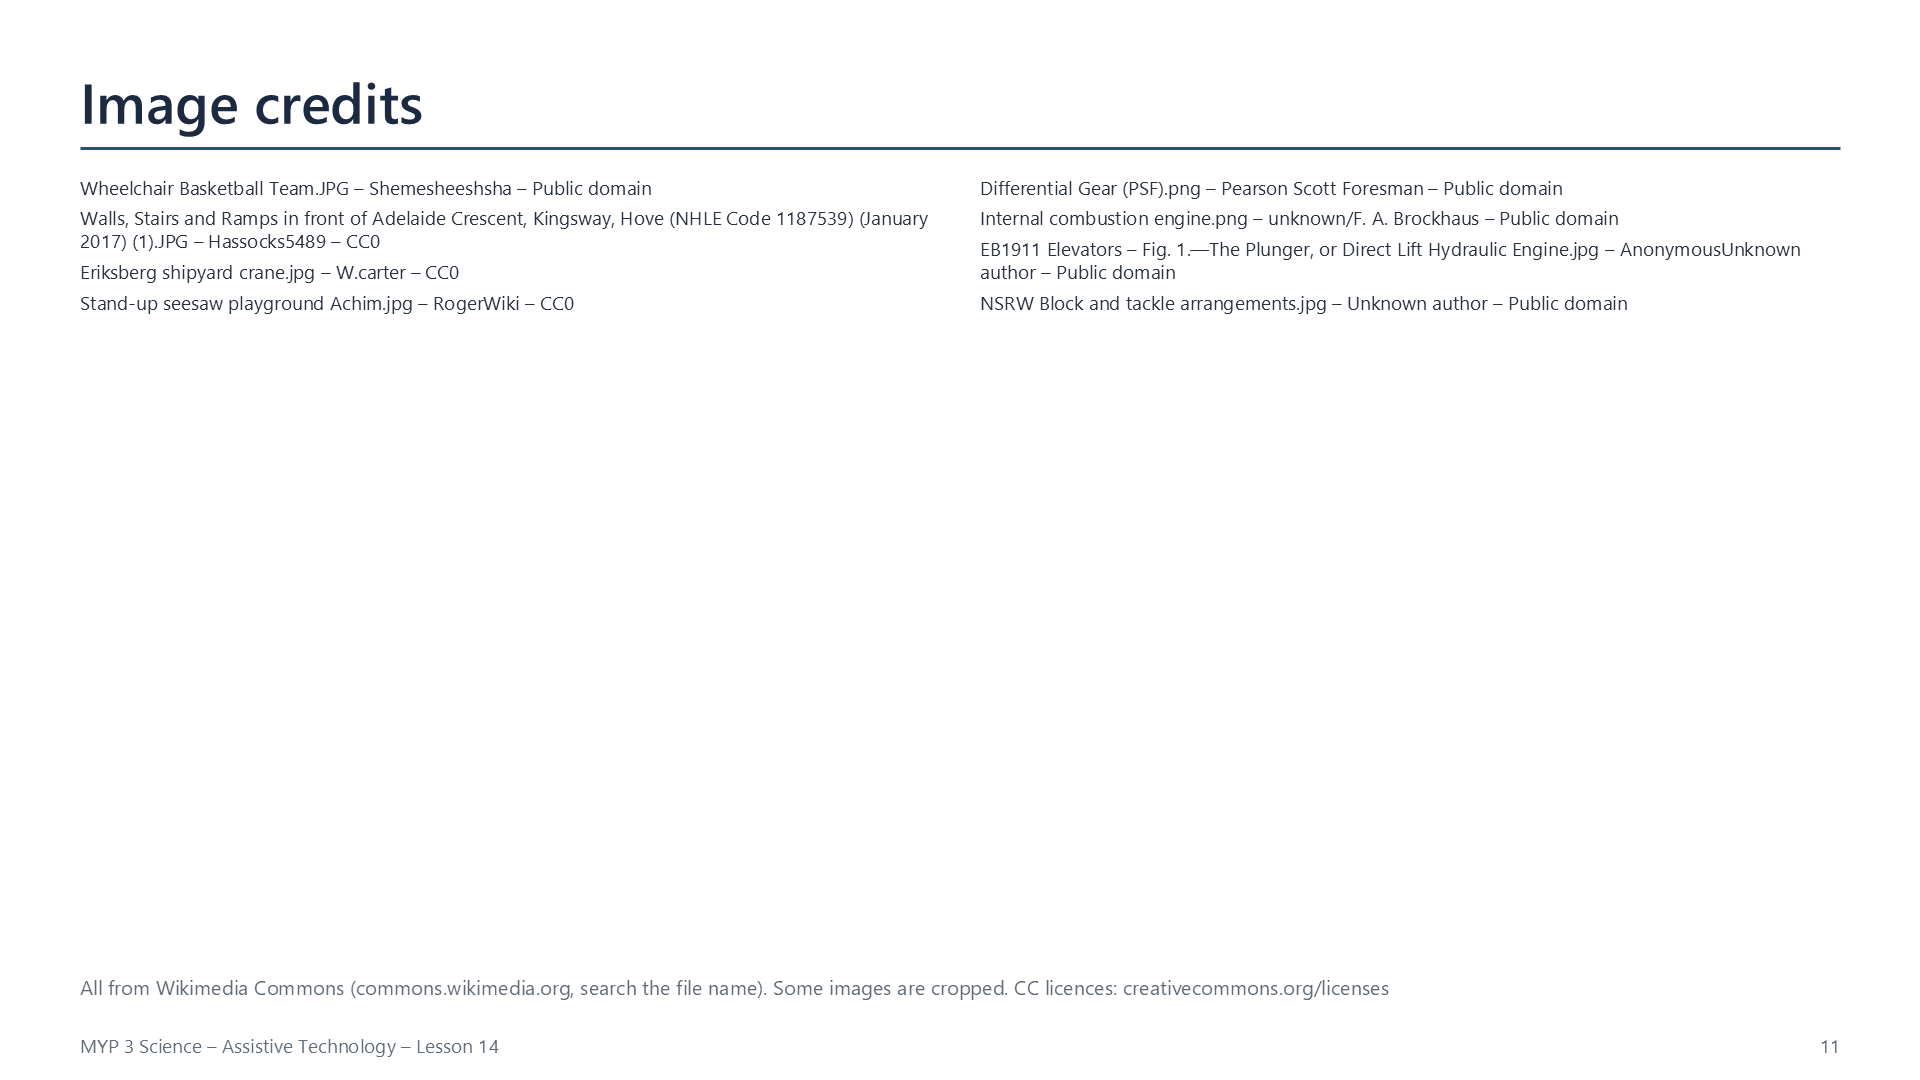 Image credits
Wheelchair Basketball Team.JPG – Shemesheeshsha – Public domain
Walls, Stairs and Ramps in front of Adelaide Crescent, Kingsway, Hove (NHLE Code 1187539) (January
2017) (1).JPG – Hassocks5489 – CC0
Eriksberg shipyard crane.jpg – W.carter – CC0
Stand-up seesaw playground Achim.jpg – RogerWiki – CC0
Differential Gear (PSF).png – Pearson Scott Foresman – Public domain
Internal combustion engine.png – unknown/F. A. Brockhaus – Public domain
EB1911 Elevators – Fig. 1.—The Plunger, or Direct Lift Hydraulic Engine.jpg – AnonymousUnknown
author – Public domain
NSRW Block and tackle arrangements.jpg – Unknown author – Public domain
All from Wikimedia Commons (commons.wikimedia.org, search the file name). Some images are cropped. CC licences: creativecommons.org/licenses
MYP 3 Science – Assistive Technology – Lesson 14
11